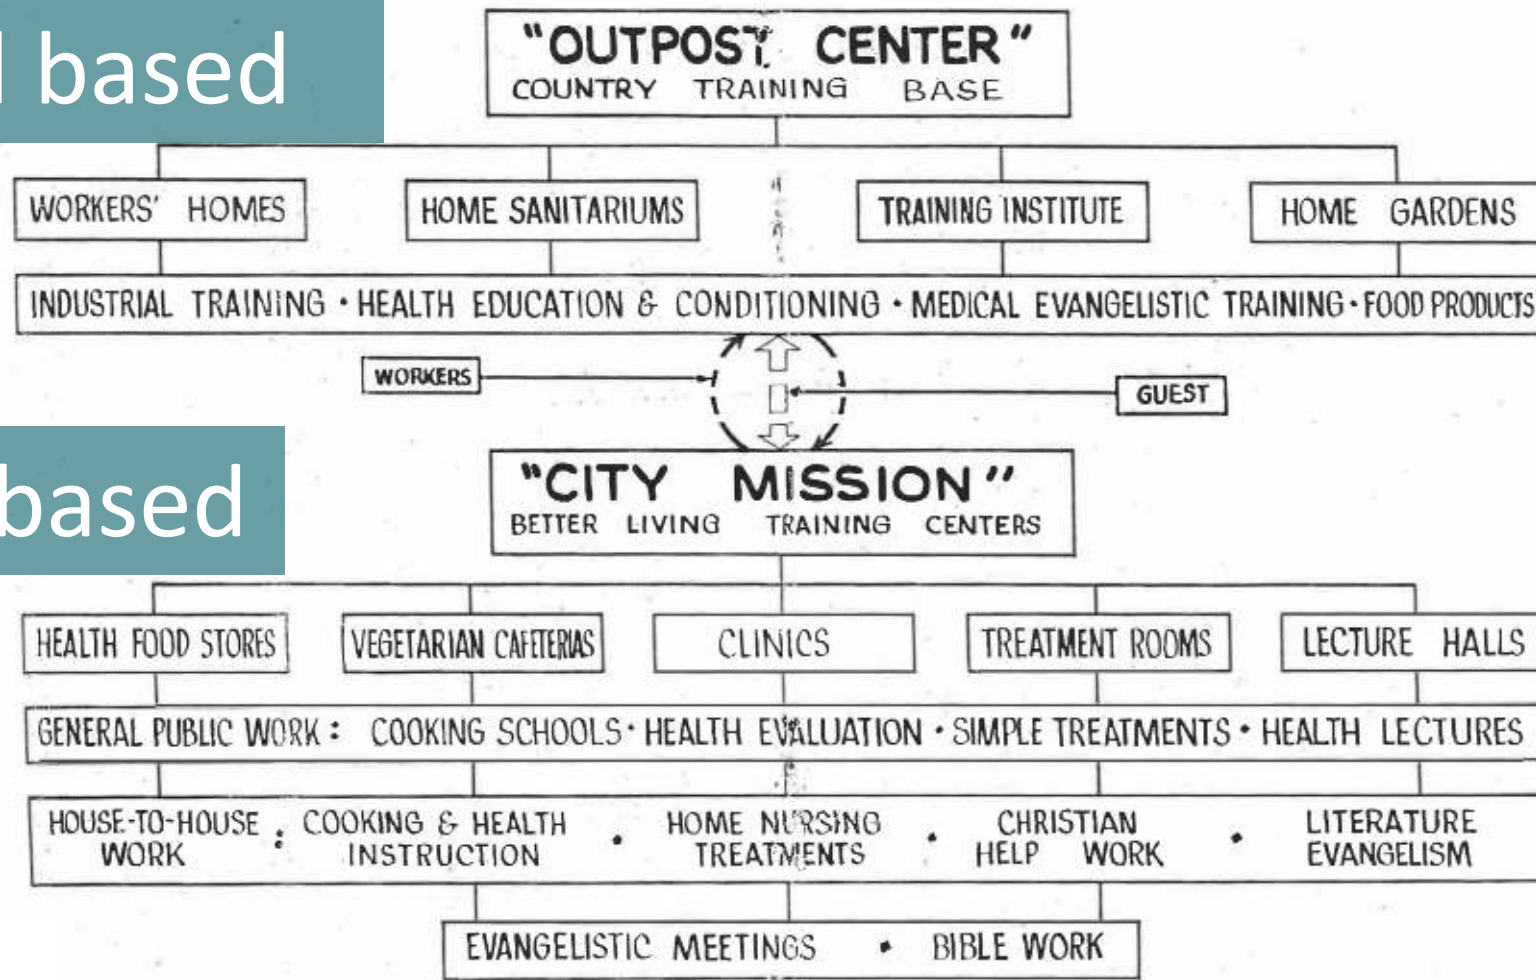 based
"OUTPOST CENTER"
COUNTRY TRAINING BASE
WORKERS' HOMES
HOME SANITARIUMS
TRAINING INSTITUTE
HOME GARDENS
INDUSTRIAL TRAINING • HEALTH EDUCATION & CONDITIONING • MEDICAL EVANGELISTIC TRAINING • FOOD PRODUCTS
WORKERS
GUEST
based
"CITY MISSION"
BETTER LIVING TRAINING CENTERS
HEALTH FOOD STORES
VEGETARIAN CAFETERIAS
CLINICS
TREATMENT ROOMS
LECTURE HALLS
GENERAL PUBLIC WORK: COOKING SCHOOLS • HEALTH EVALUATION • SIMPLE TREATMENTS • HEALTH LECTURES
HOUSE-TO-HOUSE
WORK
COOKING & HEALTH
INSTRUCTION
HOME NURSING
TREATMENTS
CHRISTIAN
HELP WORK
LITERATURE
EVANGELISM
EVANGELISTIC MEETINGS • BIBLE WORK